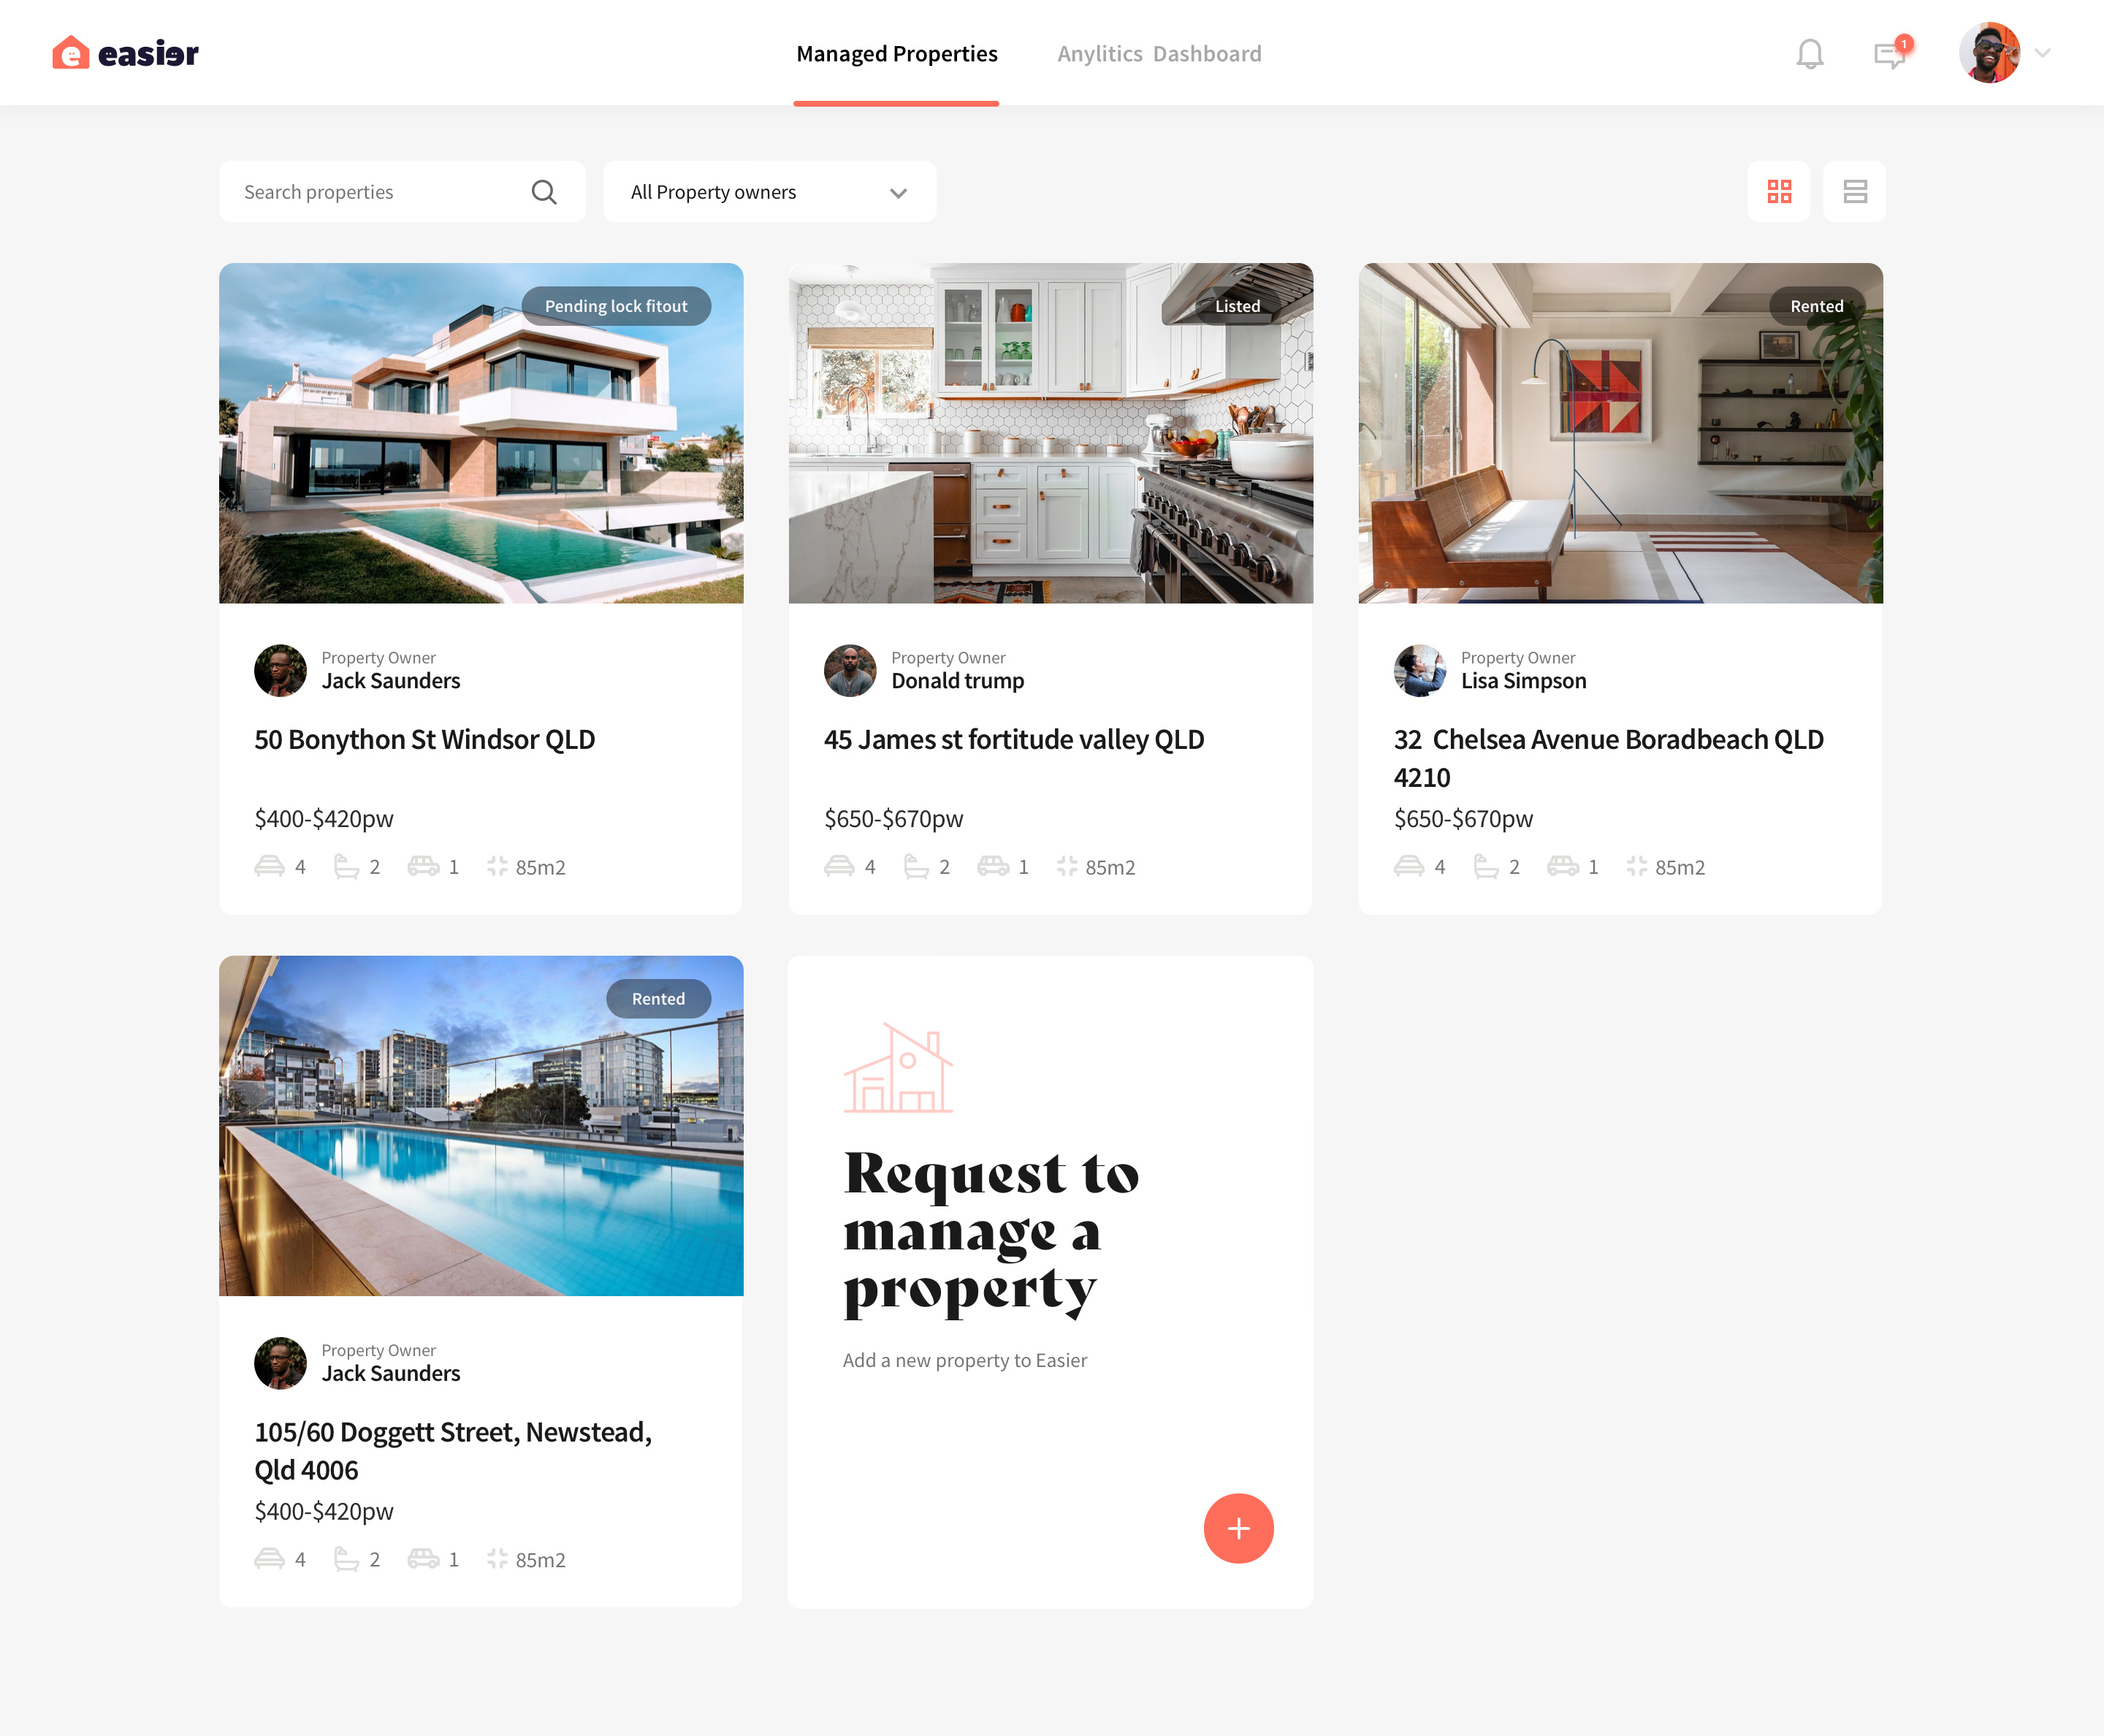 easier
Managed Properties
Anylitics Dashboard
1
Search properties
All Property owners
Pending lock fitout
Listed
Rented
Property Owner
Jack Saunders
50 Bonython St Windsor QLD
$400-$420pw
4 2 1 85m2
Property Owner
Donald trump
45 James st fortitude valley QLD
$650-$670pw
4 2 1 85m2
Property Owner
Lisa Simpson
32 Chelsea Avenue Boradbeach QLD
4210
$650-$670pw
4 2 1 85m2
Rented
Property Owner
Jack Saunders
105/60 Doggett Street, Newstead,
Qld 4006
$400-$420pw
4 2 1 85m2
Request to
manage a
property
Add a new property to Easier